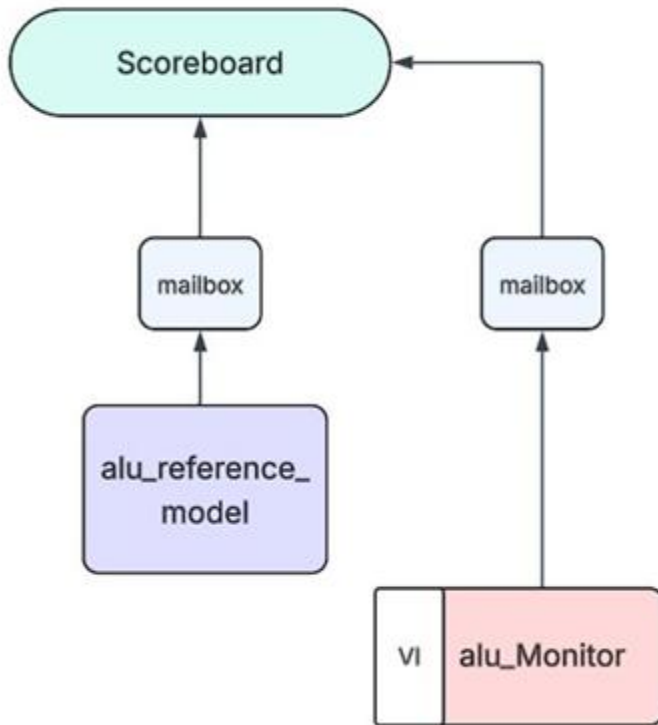 Scoreboard
mailbox
mailbox
alu_reference_
model
VI
alu_Monitor